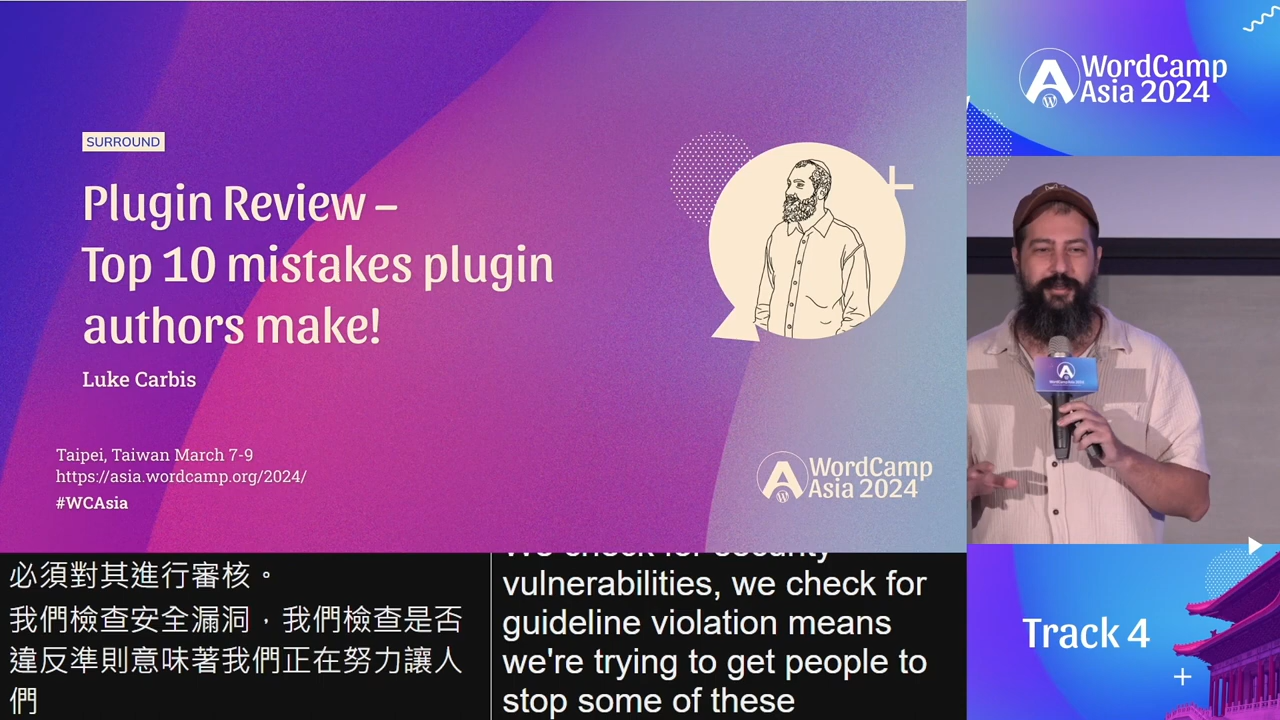 SURROUND
Plugin Review –
Top 10 mistakes plugin
authors make!
Luke Carbis
Taipei, Taiwan March 7-9
https://asia.wordcamp.org/2024/
#WCAsia
WordCamp
Asia 2024
WordCamp
Asia 2024
Track 4
必須對其進行審核。
我們檢查安全漏洞，我們檢查是否
違反準則意味著我們正在努力讓人
們
We check for security
vulnerabilities, we check for
guideline violation means
we're trying to get people to
stop some of these